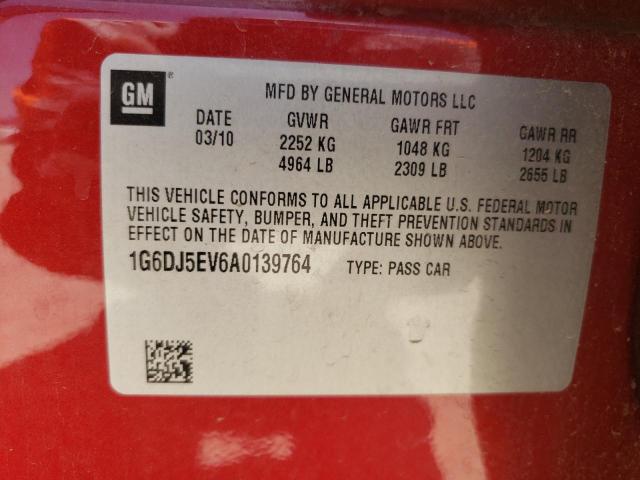 GM ®
MFD BY GENERAL MOTORS LLC
DATE GVWR GAWR FRT GAWR RR
03/10 2252 KG 1048 KG 1204 KG
4964 LB 2309 LB 2655 LB
THIS VEHICLE CONFORMS TO ALL APPLICABLE U.S. FEDERAL MOTOR
VEHICLE SAFETY, BUMPER, AND THEFT PREVENTION STANDARDS IN
EFFECT ON THE DATE OF MANUFACTURE SHOWN ABOVE.
1G6DJ5EV6A0139764 TYPE: PASS CAR